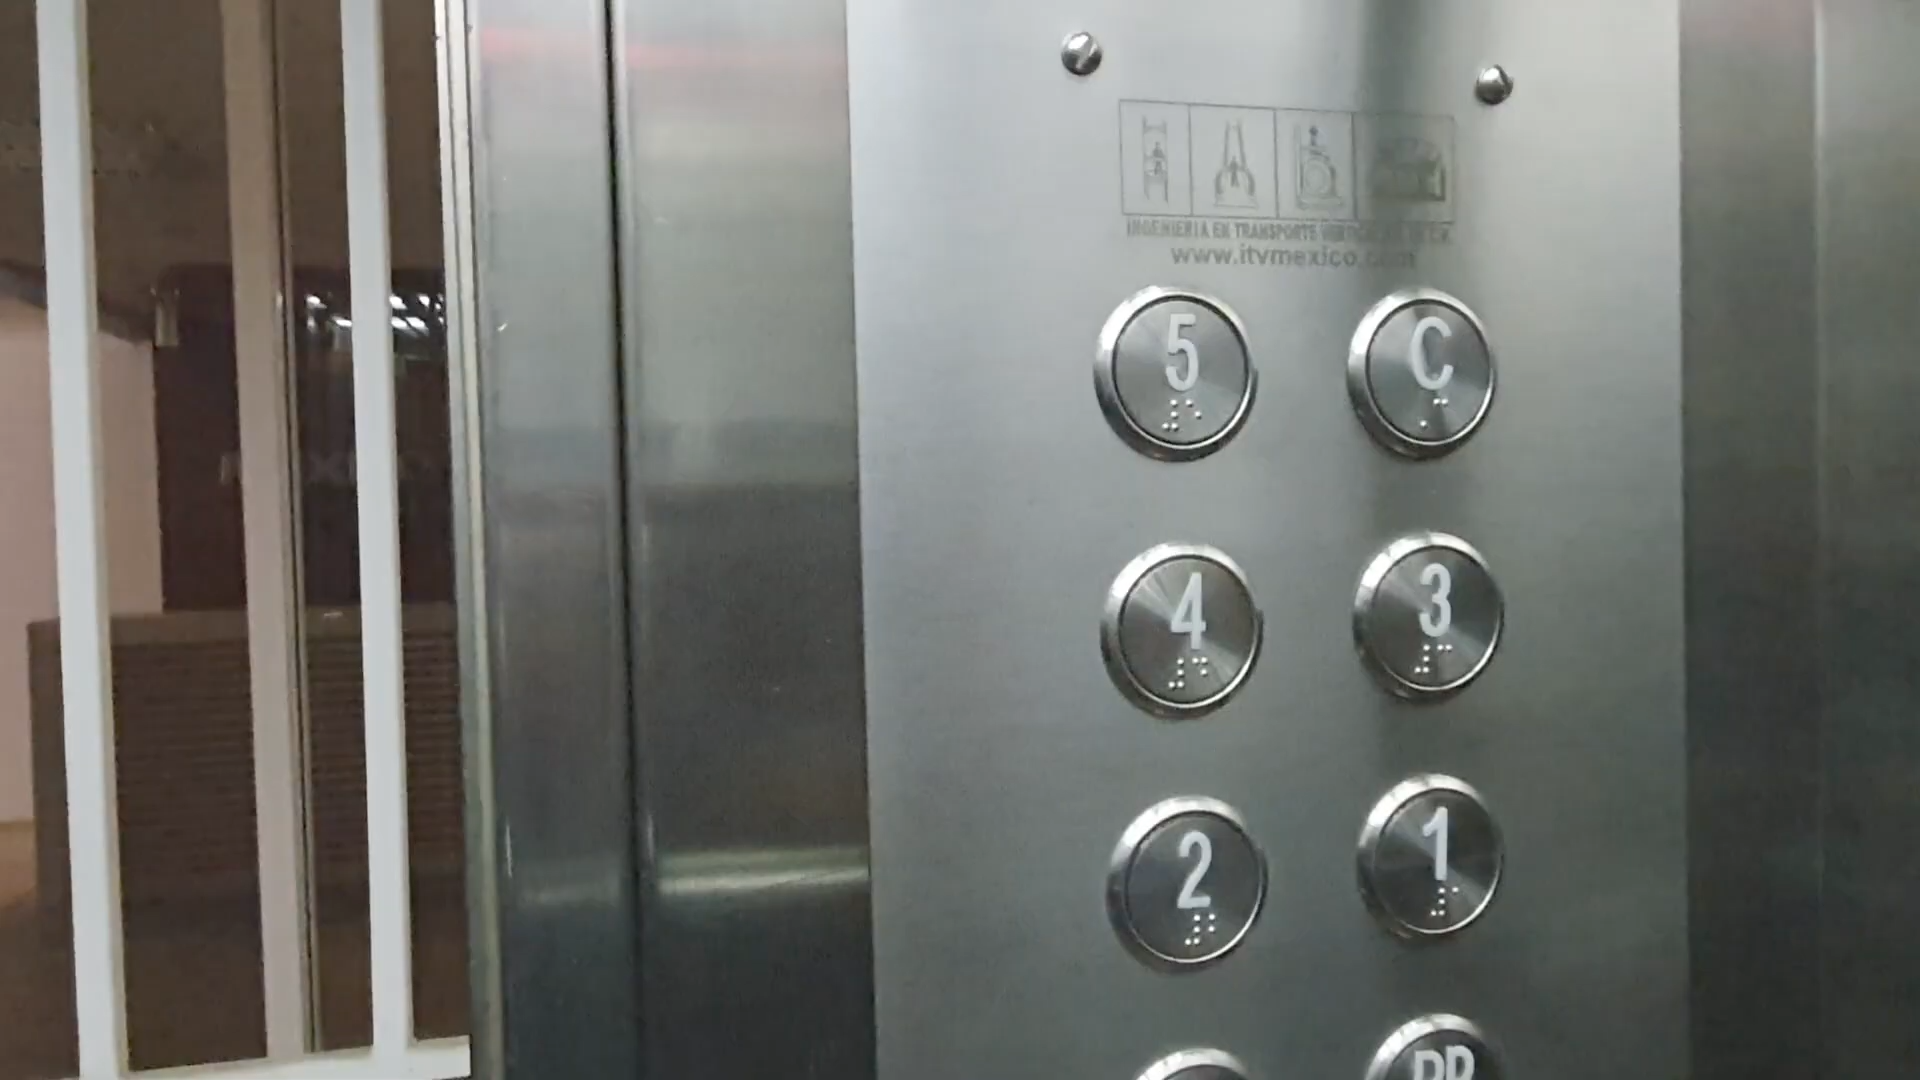 INGENIERIA EN TRANSPORTE VERTICAL
www.itvmexico.com
5 C
4 3
2 1